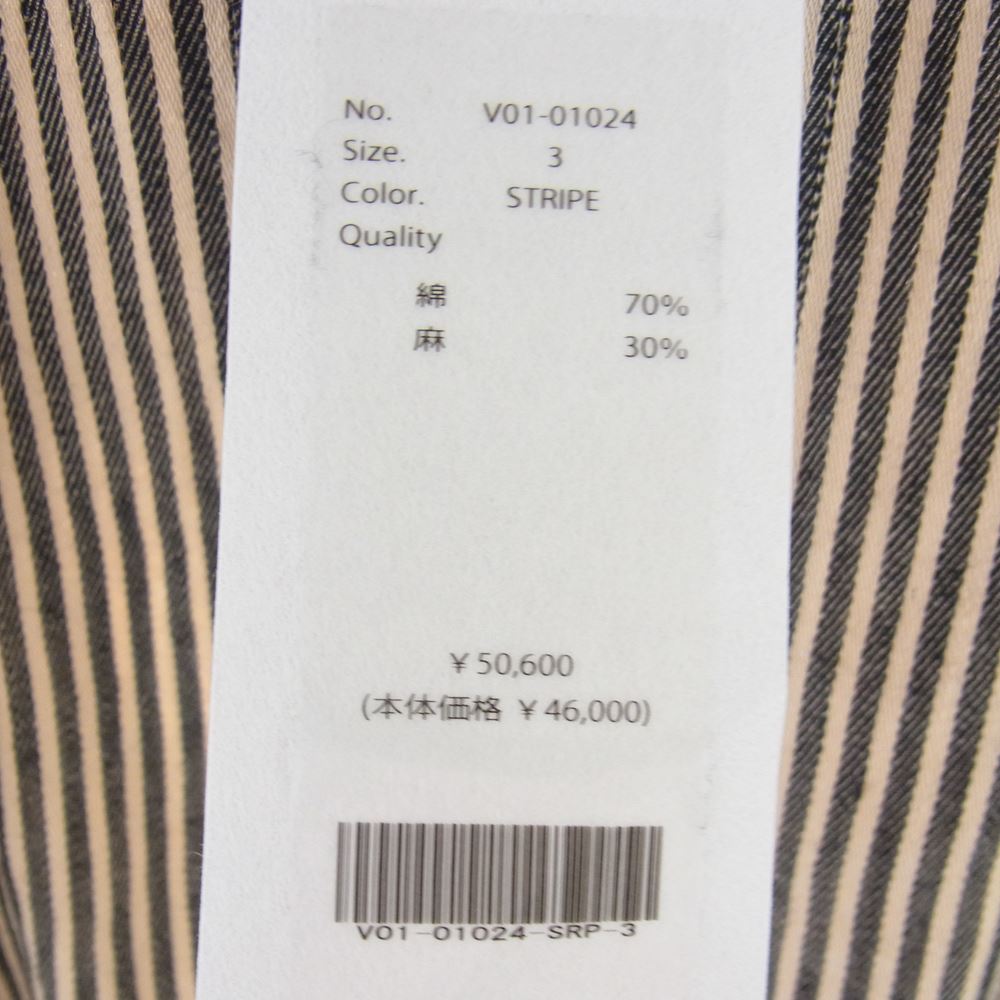 No. V01-01024
Size. 3
Color. STRIPE
Quality
綿 70%
麻 30%
¥ 50,600
(本体価格 ¥ 46,000)
V01-01024-SRP-3